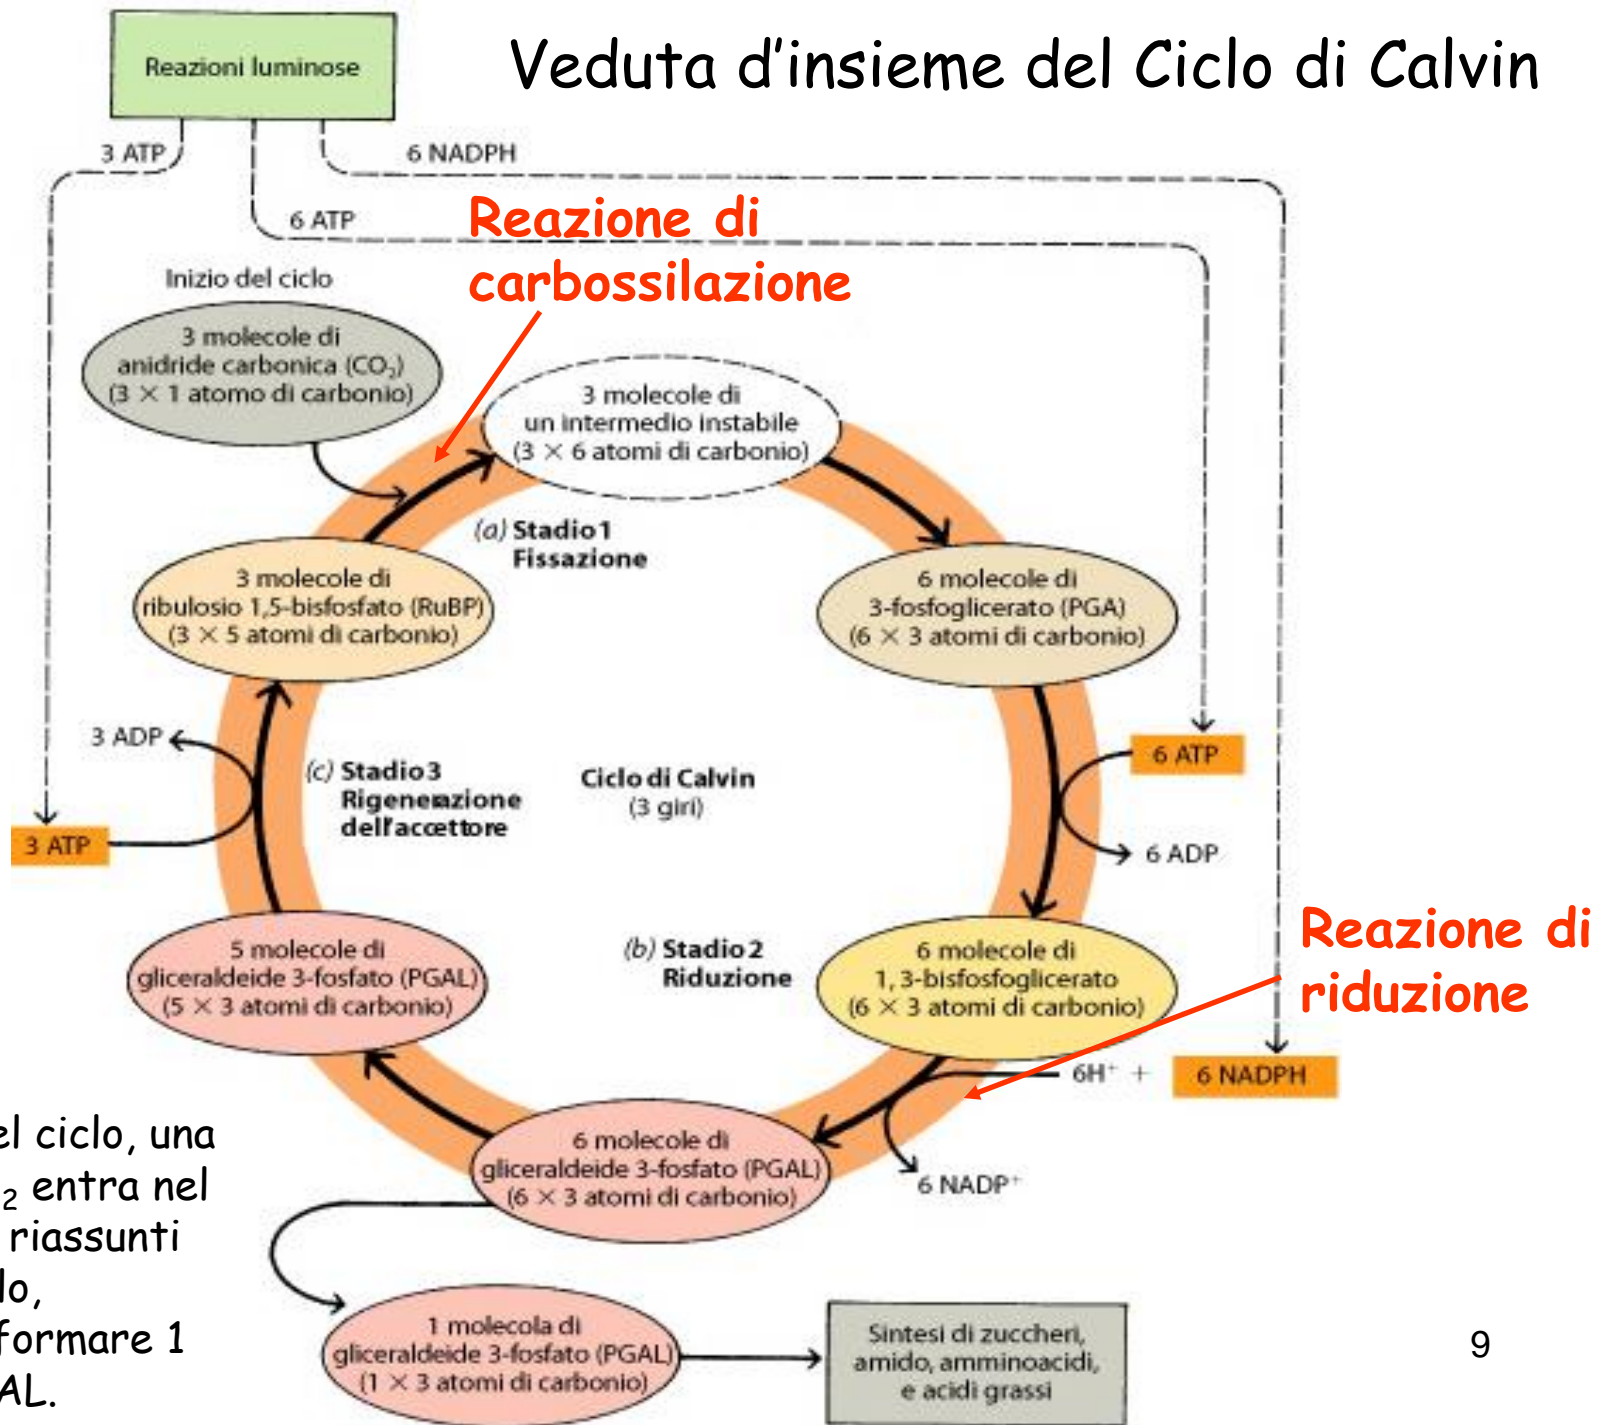 Veduta d'insieme del Ciclo di Calvin
Reazioni luminose
3 ATP
6 NADPH
6 ATP
Reazione di
carbossilazione
Inizio del ciclo
3 molecole di
anidride carbonica (CO₂)
(3 × 1 atomo di carbonio)
3 molecole di
un intermedio instabile
(3 × 6 atomi di carbonio)
(a) Stadio 1
Fissazione
3 molecole di
ribulosio 1,5-bisfosfato (RuBP)
(3 × 5 atomi di carbonio)
6 molecole di
3-fosfoglicerato (PGA)
(6 × 3 atomi di carbonio)
3 ADP
(c) Stadio 3
Rigenerazione
dell'accettore
Ciclo di Calvin
(3 giri)
6 ATP
3 ATP
6 ADP
Reazione di
riduzione
5 molecole di
gliceraldeide 3-fosfato (PGAL)
(5 × 3 atomi di carbonio)
(b) Stadio 2
Riduzione
6 molecole di
1, 3-bisfosfoglicerato
(6 × 3 atomi di carbonio)
6H⁺ +
6 NADPH
6 molecole di
gliceraldeide 3-fosfato (PGAL)
(6 × 3 atomi di carbonio)
6 NADP⁺
el ciclo, una
₂ entra nel
riassunti
lo,
formare 1
AL.
1 molecola di
gliceraldeide 3-fosfato (PGAL)
(1 × 3 atomi di carbonio)
Sintesi di zuccheri,
amido, amminoacidi,
e acidi grassi
9